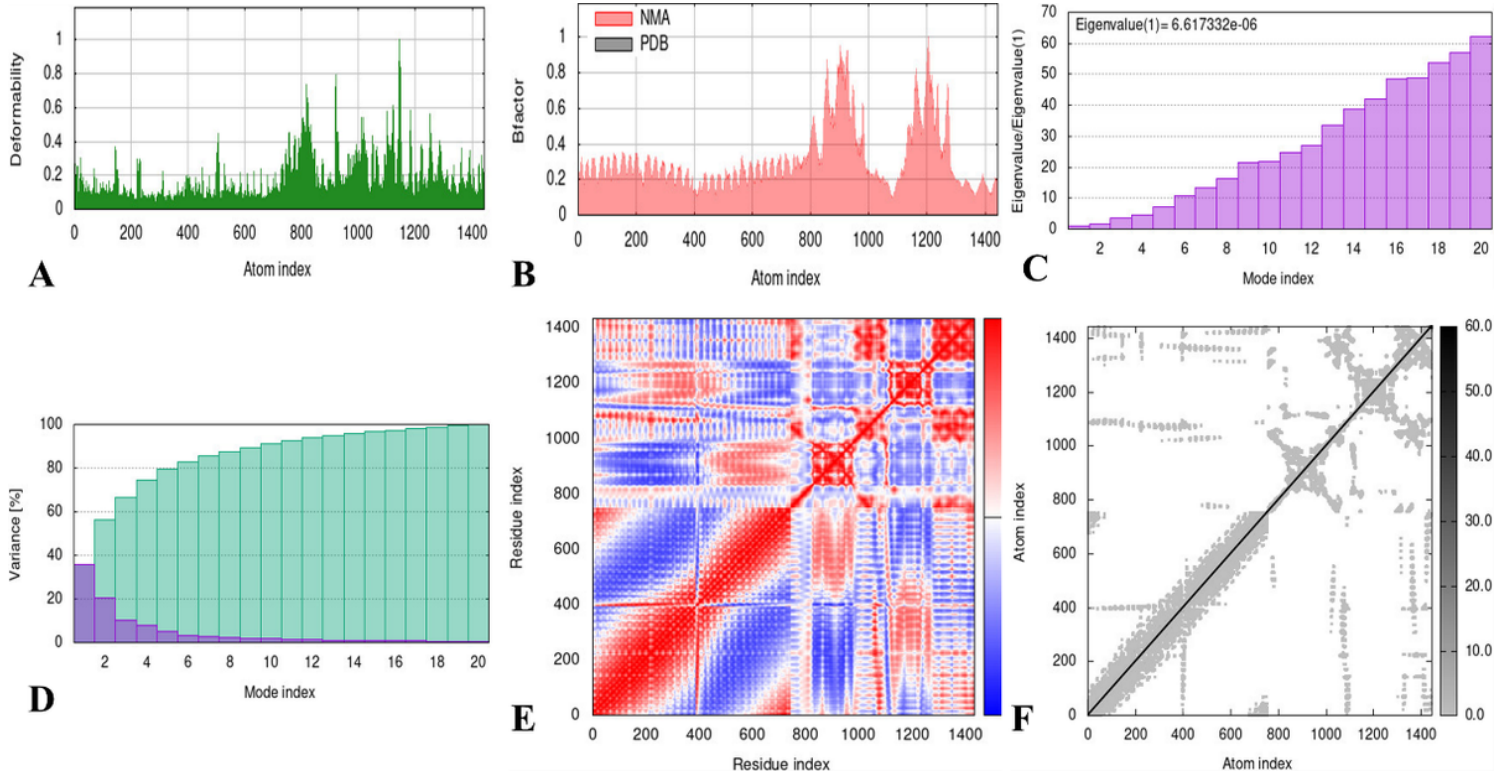 Deformability
1
0.8
0.6
0.4
0.2
0
0 200 400 600 800 1000 1200 1400
Atom index
A
Bfactor
NMA
PDB
1
0.8
0.6
0.4
0.2
0
0 200 400 600 800 1000 1200 1400
Atom index
B
Eigenvalue/Eigenvalue(1)
Eigenvalue(1)= 6.617332e-06
70
60
50
40
30
20
10
0
2 4 6 8 10 12 14 16 18 20
Mode index
C
Variance [%]
100
80
60
40
20
0
2 4 6 8 10 12 14 16 18 20
Mode index
D
Residue index
1400
1200
1000
800
600
400
200
0
0 200 400 600 800 1000 1200 1400
Residue index
E
Atom index
1400
1200
1000
800
600
400
200
0
0 200 400 600 800 1000 1200 1400
Atom index
60.0
50.0
40.0
30.0
20.0
10.0
0.0
F